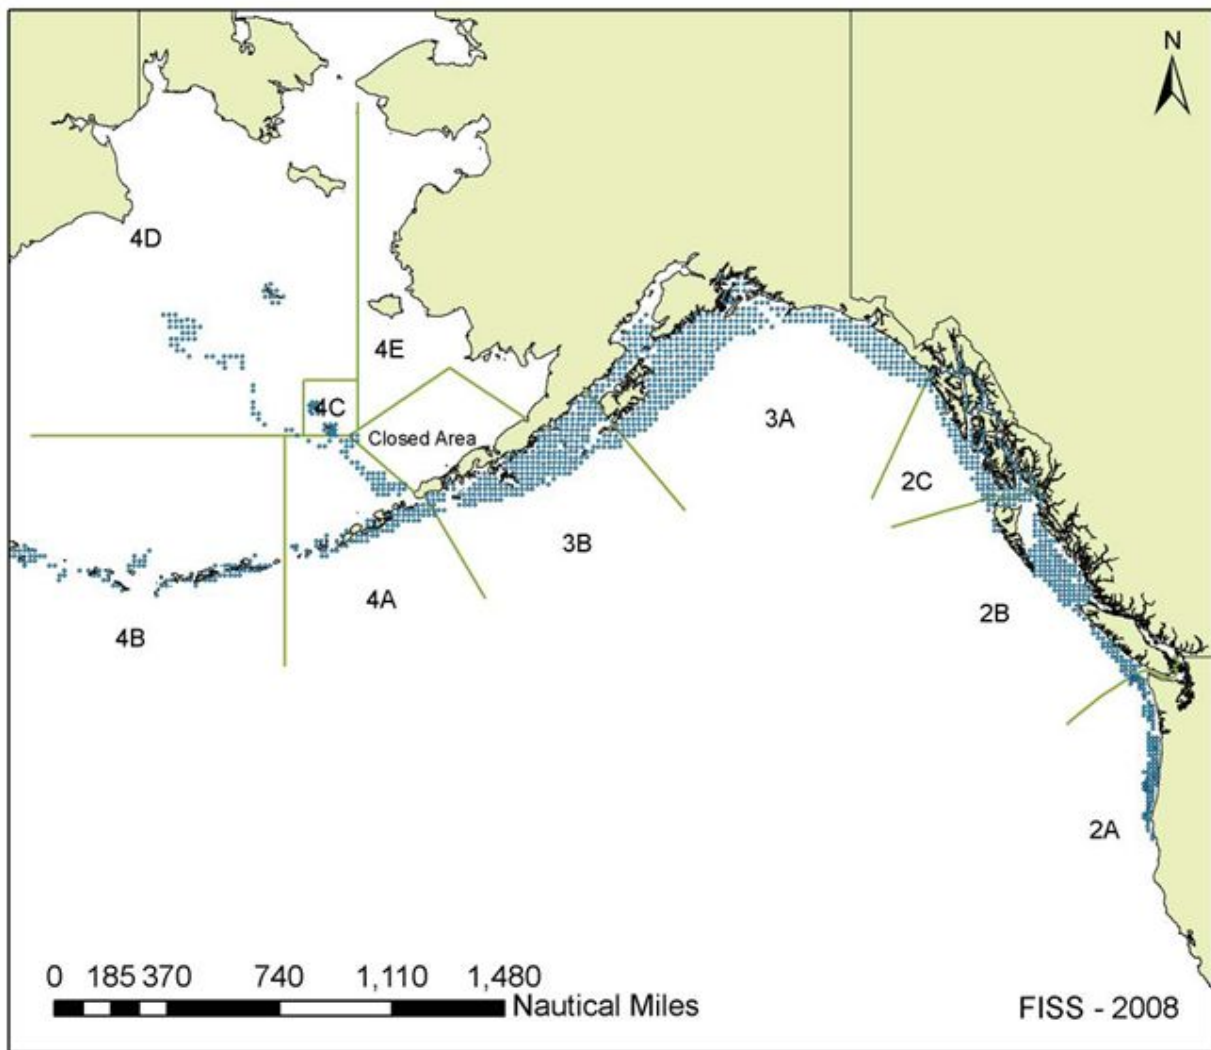 N
4D
4E
4C
Closed Area
3A
2C
3B
4A
2B
4B
2A
0 185 370 740 1,110 1,480
Nautical Miles
FISS - 2008